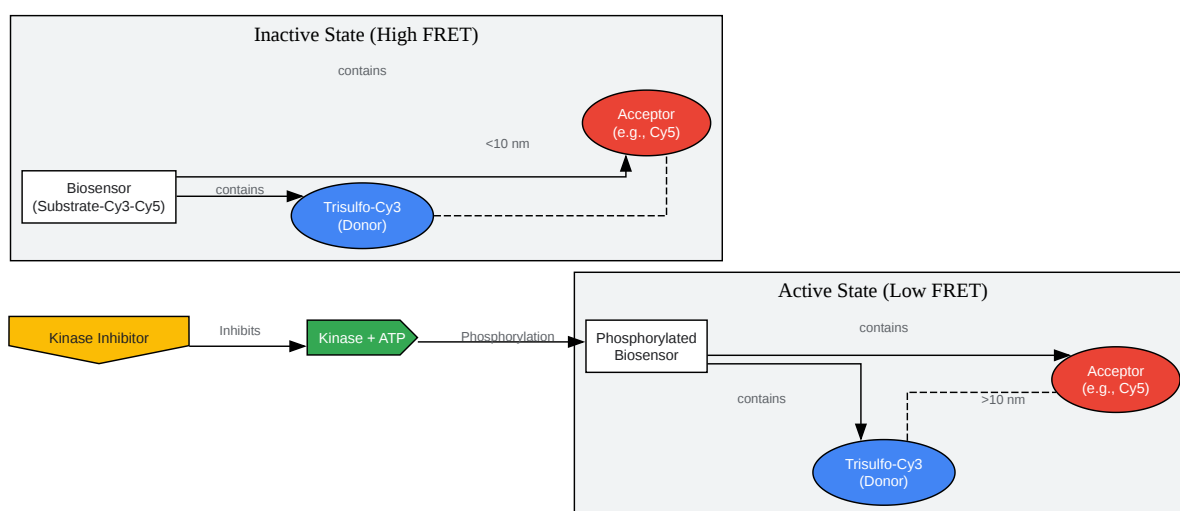 Inactive State (High FRET)
contains
Acceptor
(e.g., Cy5)
<10 nm
Biosensor
(Substrate-Cy3-Cy5)
contains
Trisulfo-Cy3
(Donor)
Active State (Low FRET)
Kinase Inhibitor
Inhibits
Kinase + ATP
Phosphorylation
Phosphorylated
Biosensor
contains
Acceptor
(e.g., Cy5)
contains
>10 nm
Trisulfo-Cy3
(Donor)